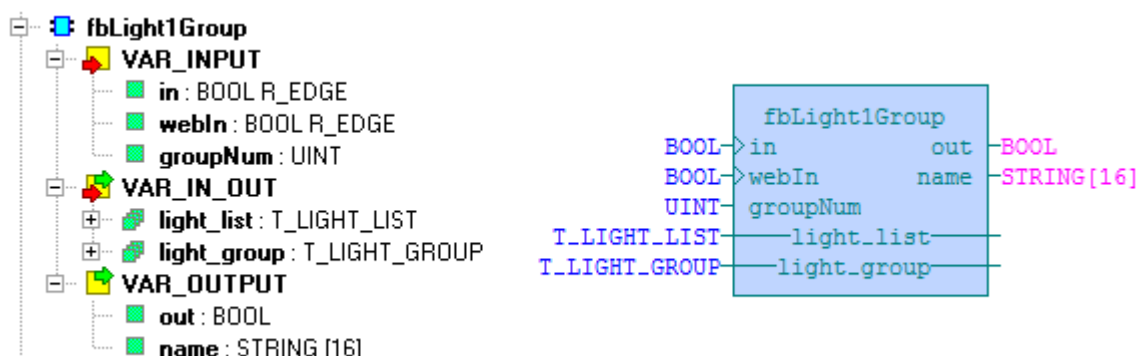 fbLight1Group
VAR_INPUT
in : BOOL R_EDGE
webIn : BOOL R_EDGE
groupNum : UINT
VAR_IN_OUT
light_list : T_LIGHT_LIST
light_group : T_LIGHT_GROUP
VAR_OUTPUT
out : BOOL
name : STRING [16]
fbLight1Group
BOOL in out BOOL
BOOL webIn name STRING[16]
UINT groupNum
T_LIGHT_LIST light_list
T_LIGHT_GROUP light_group